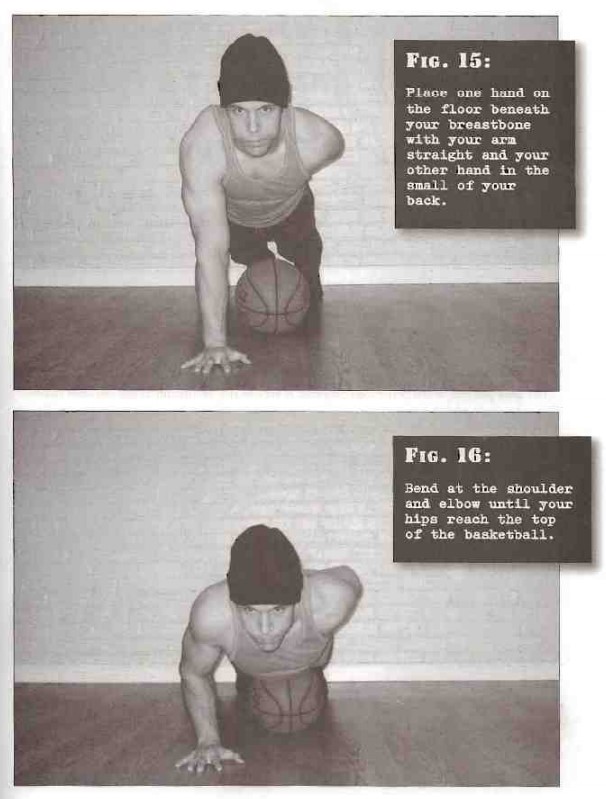 FIG. 15:
Place one hand on
the floor beneath
your breastbone
with your arm
straight and your
other hand in the
small of your
back.
FIG. 16:
Bend at the shoulder
and elbow until your
hips reach the top
of the basketball.